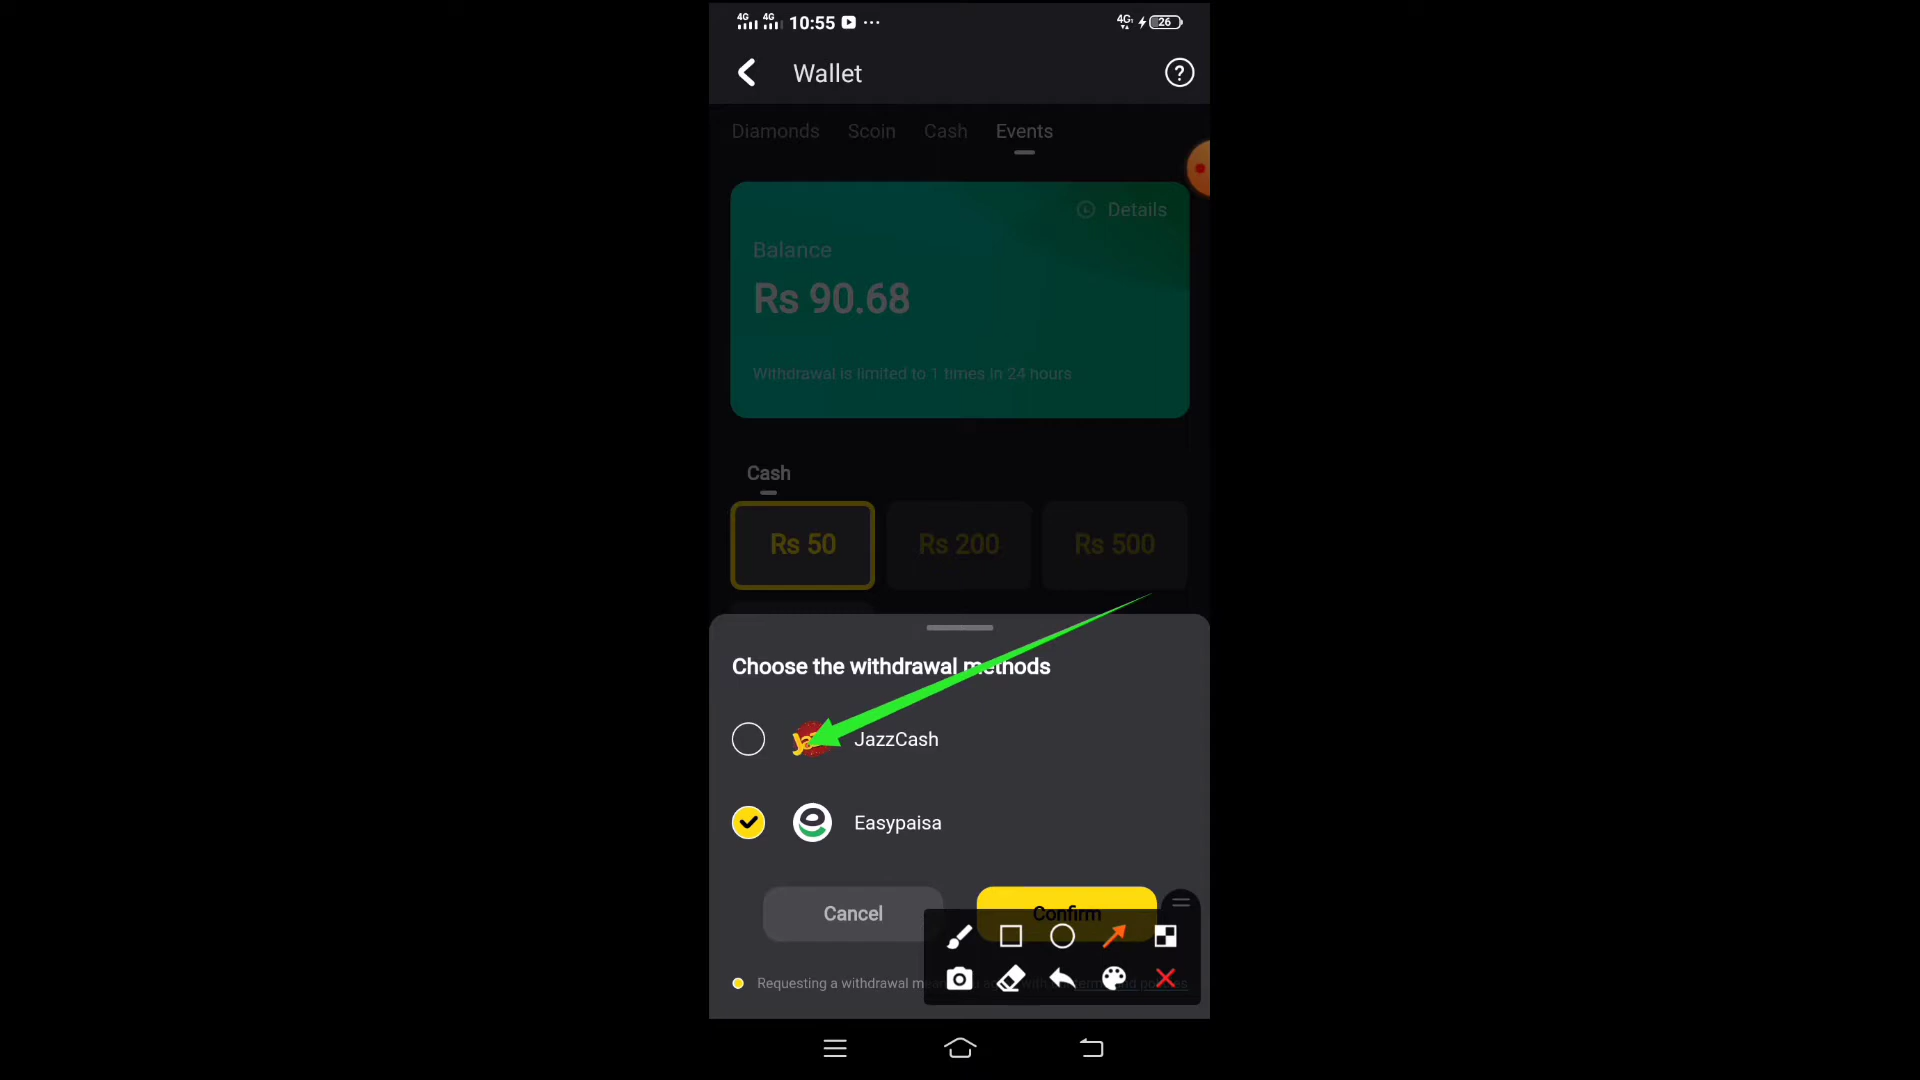 4G 4G 10:55 ... 4G 26
Wallet
Diamonds Scoin Cash Events
Details
Balance
Rs 90.68
Withdrawal is limited to 1 times in 24 hours
Cash
Rs 50 Rs 200 Rs 500
Choose the withdrawal methods
JazzCash
Easypaisa
Cancel Confirm
Requesting a withdrawal